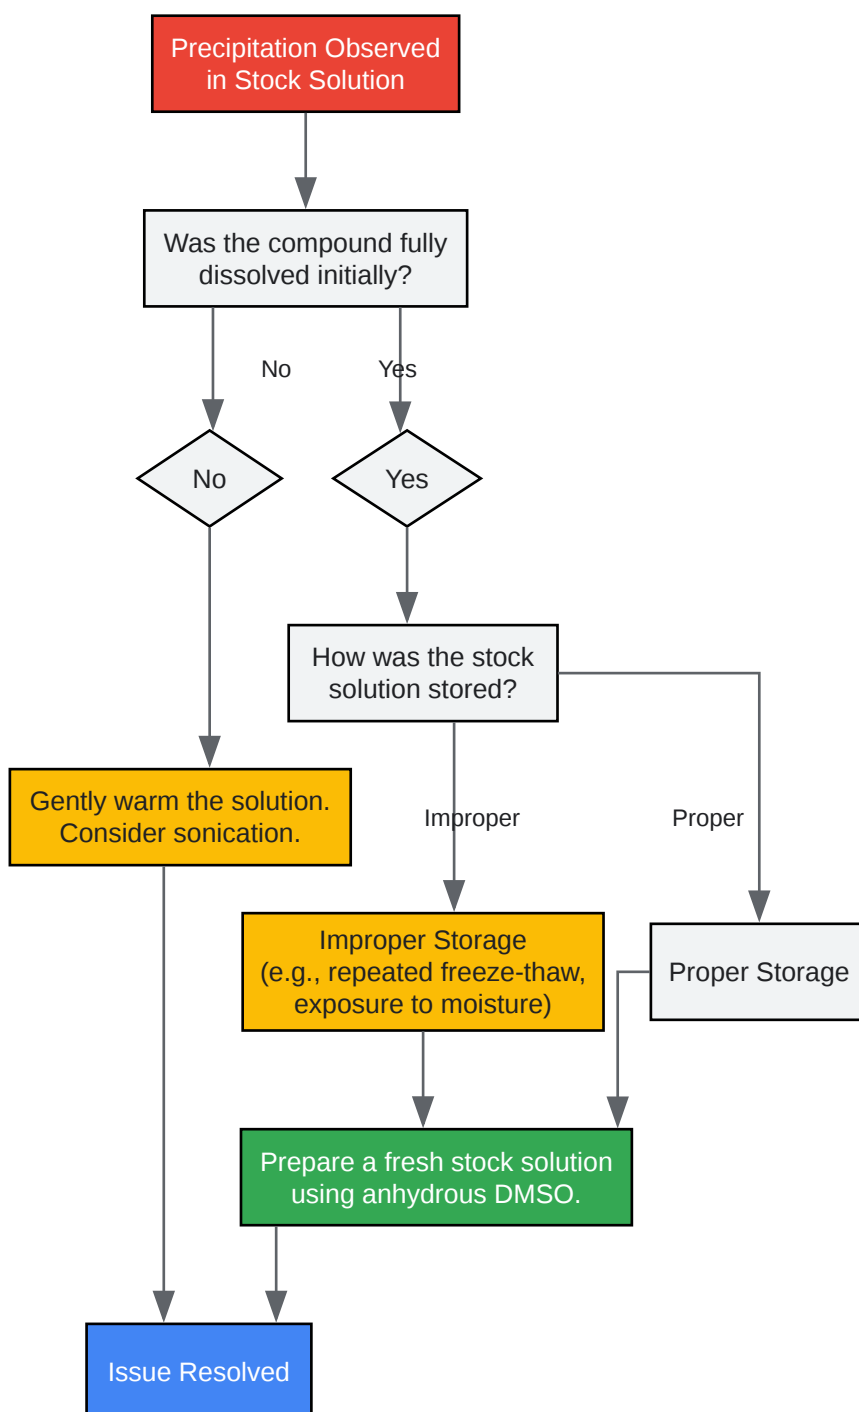 Precipitation Observed
in Stock Solution
Was the compound fully
dissolved initially?
No
Yes
No
Yes
How was the stock
solution stored?
Gently warm the solution.
Consider sonication.
Improper
Proper
Improper Storage
(e.g., repeated freeze-thaw,
exposure to moisture)
Proper Storage
Prepare a fresh stock solution
using anhydrous DMSO.
Issue Resolved